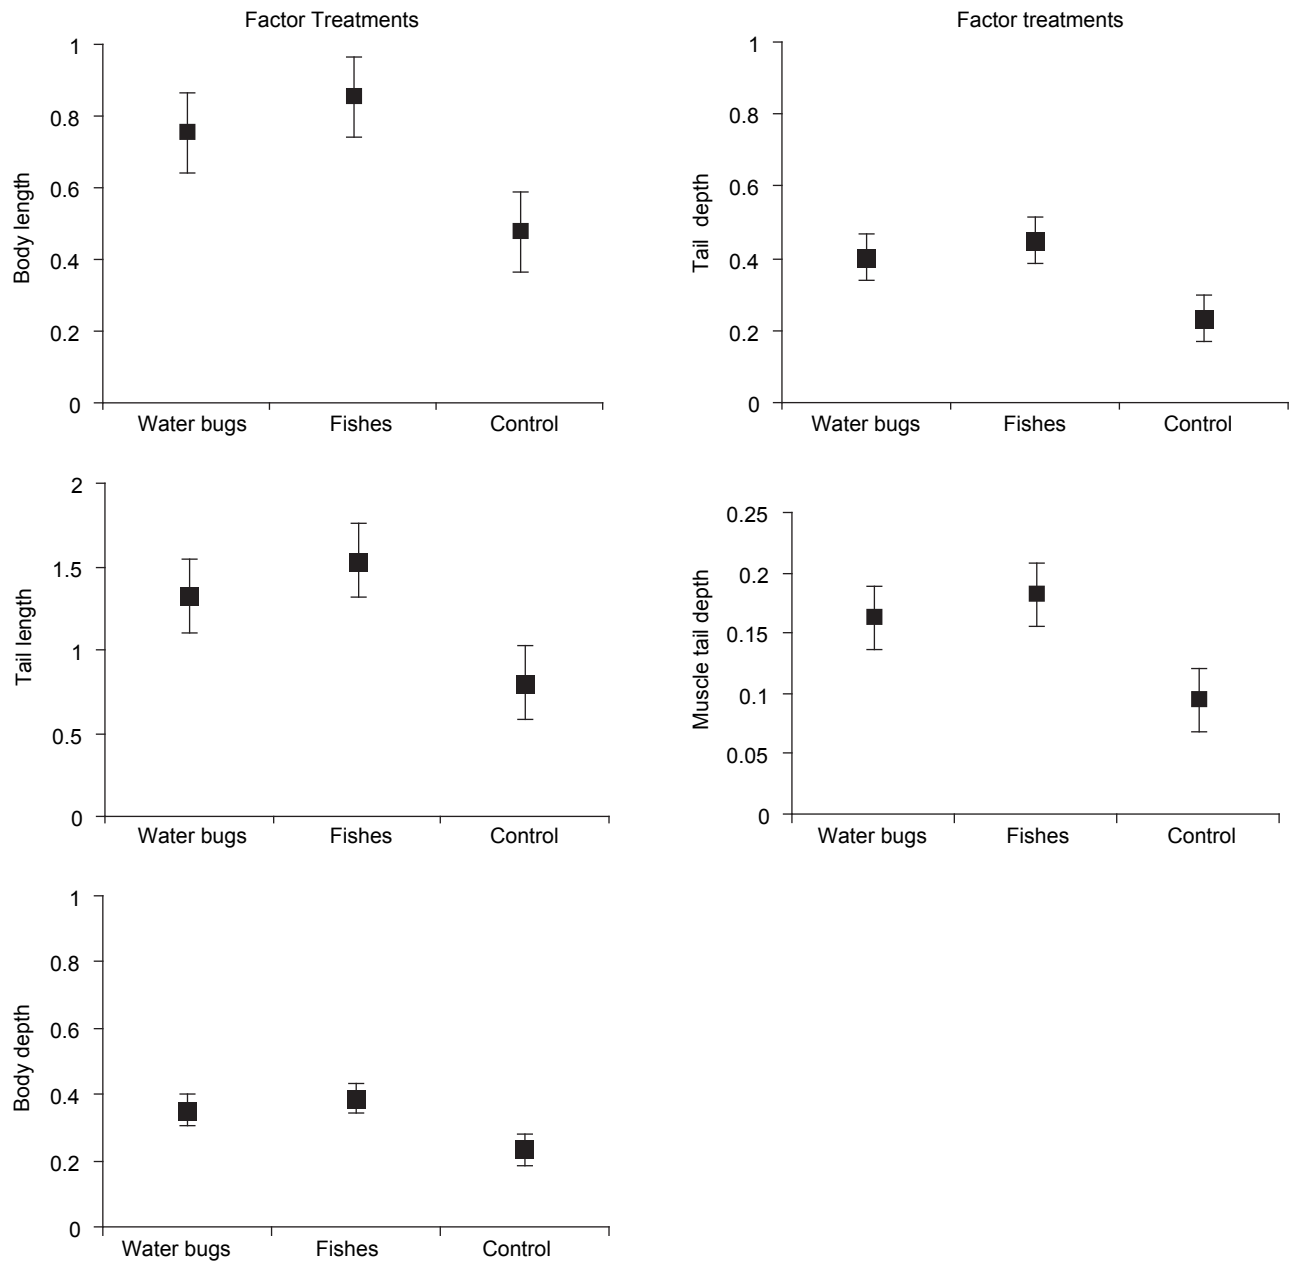 Factor Treatments
1
0.8
0.6
0.4
0.2
0
Body length
Water bugs Fishes Control
Factor treatments
1
0.8
0.6
0.4
0.2
0
Tail depth
Water bugs Fishes Control
2
1.5
1
0.5
0
Tail length
Water bugs Fishes Control
0.25
0.2
0.15
0.1
0.05
0
Muscle tail depth
Water bugs Fishes Control
1
0.8
0.6
0.4
0.2
0
Body depth
Water bugs Fishes Control